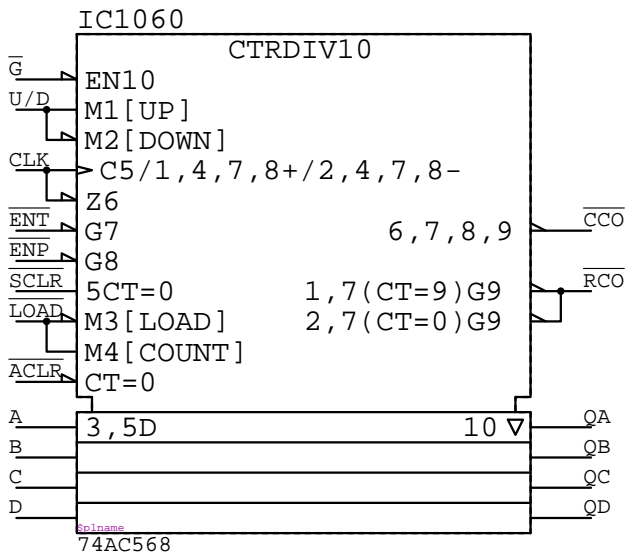 IC1060
CTRDIV10
G
EN10
U/D
M1[UP]
M2[DOWN]
CLK
C5/1,4,7,8+/2,4,7,8-
Z6
ENT
G7
6,7,8,9
CCO
ENP
G8
SCLR
5CT=0
1,7(CT=9)G9
RCO
LOAD
M3[LOAD]
2,7(CT=0)G9
M4[COUNT]
ACLR
CT=0
A
3,5D
10 ▽
QA
B
QB
C
QC
D
QD
$plname
74AC568